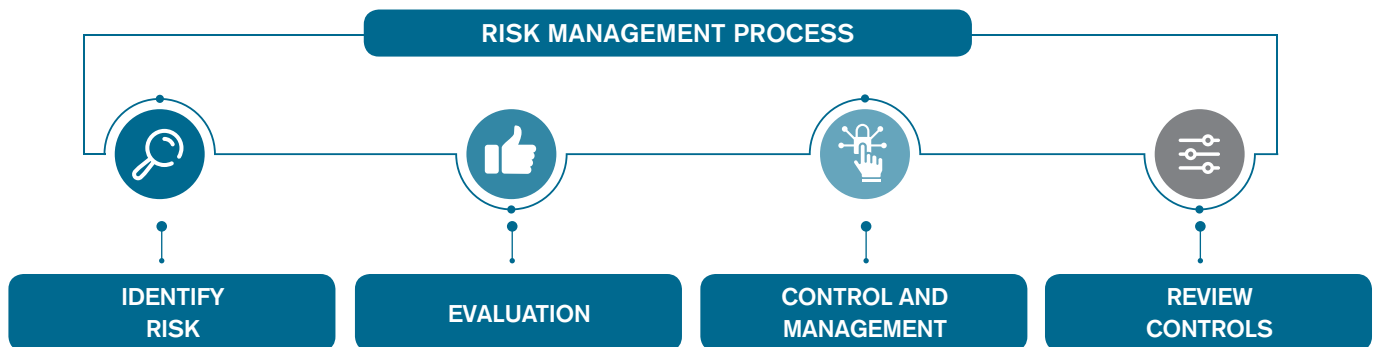 RISK MANAGEMENT PROCESS
IDENTIFY
RISK
EVALUATION
CONTROL AND
MANAGEMENT
REVIEW
CONTROLS